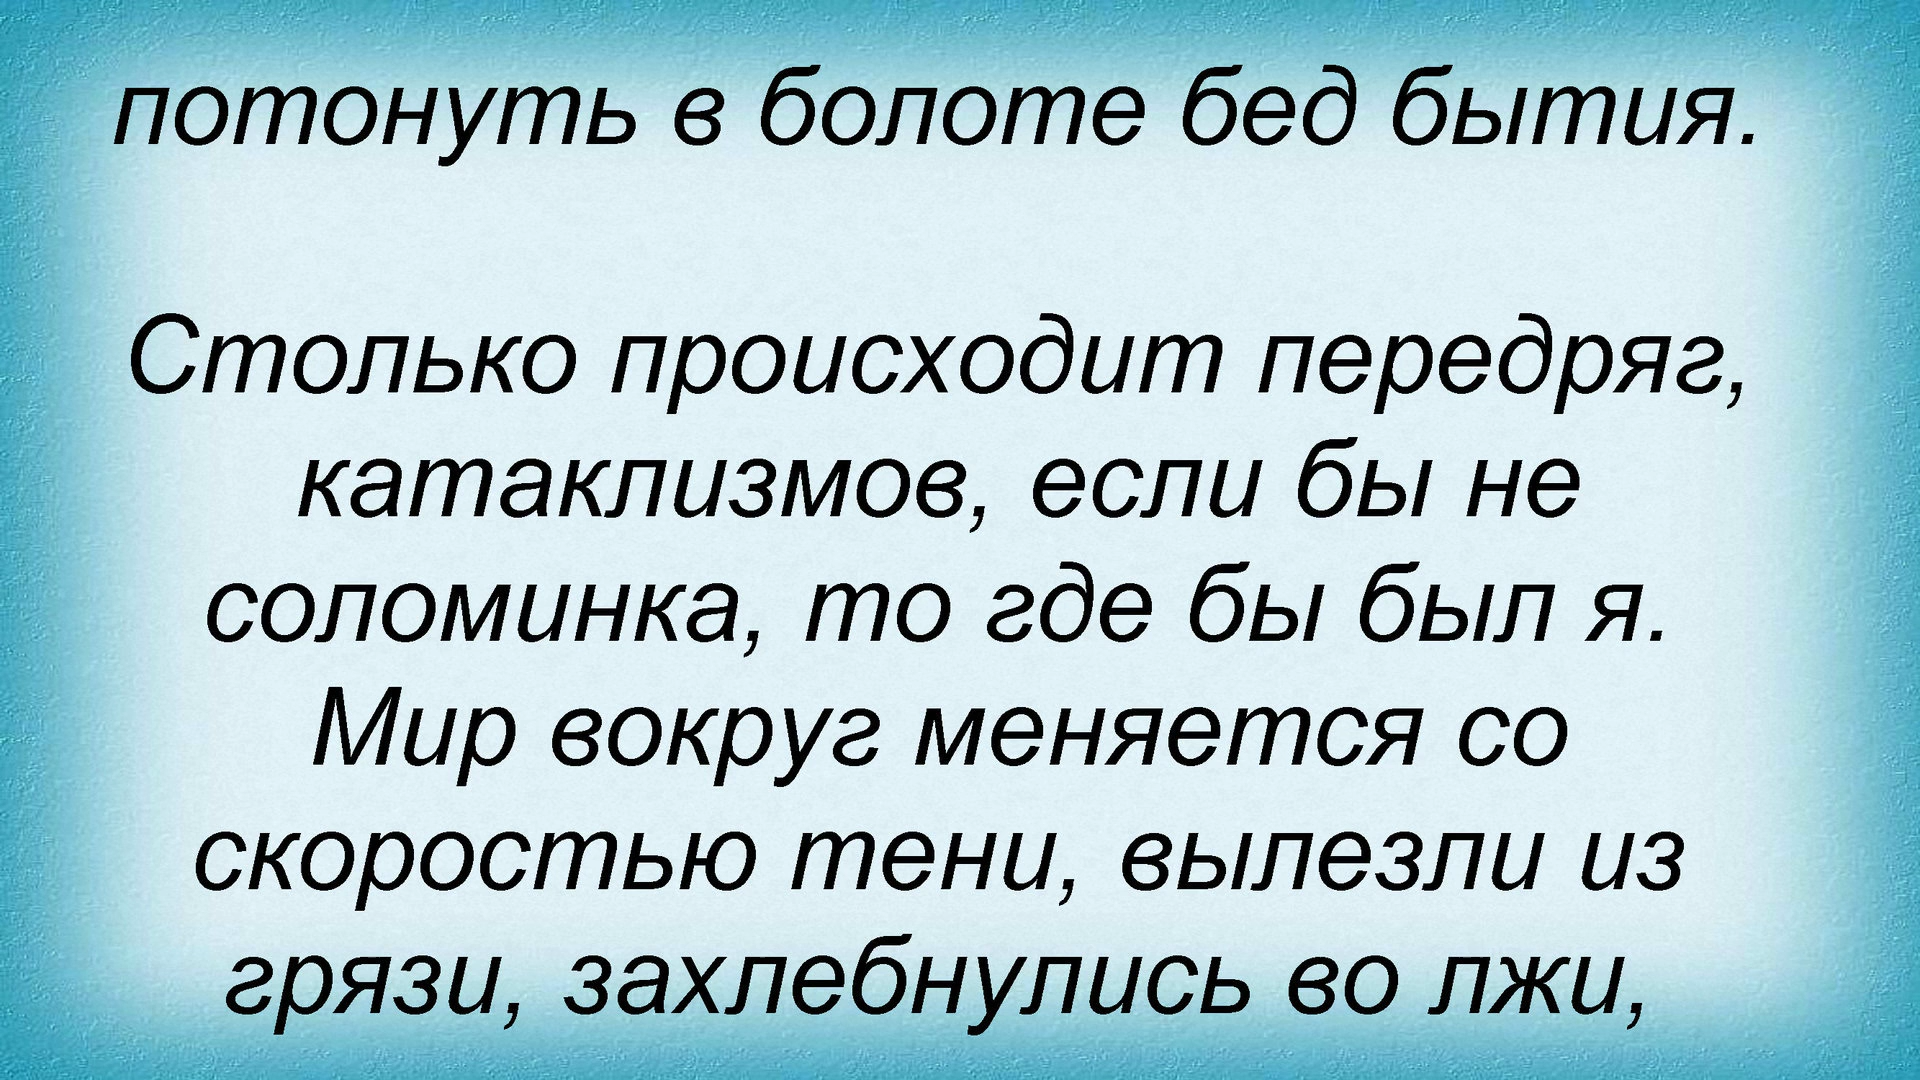 потонуть в болоте бед бытия.
Столько происходит передряг,
катаклизмов, если бы не
соломинка, то где бы был я.
Мир вокруг меняется со
скоростью тени, вылезли из
грязи, захлебнулись во лжи,